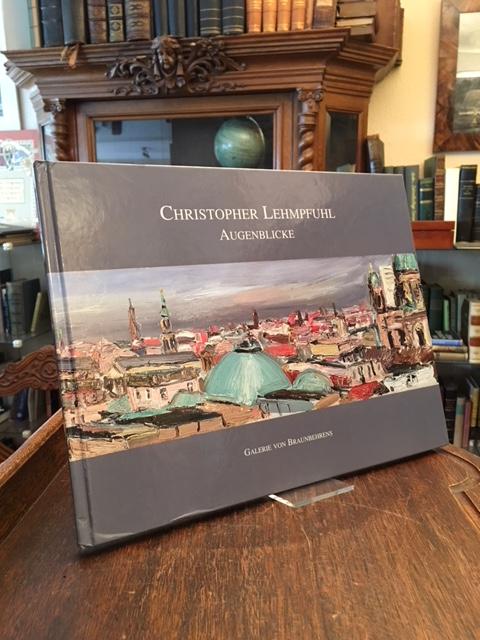 CHRISTOPHER LEHMPFUHL
AUGENBLICKE
GALERIE VON BRAUNBEHRENS